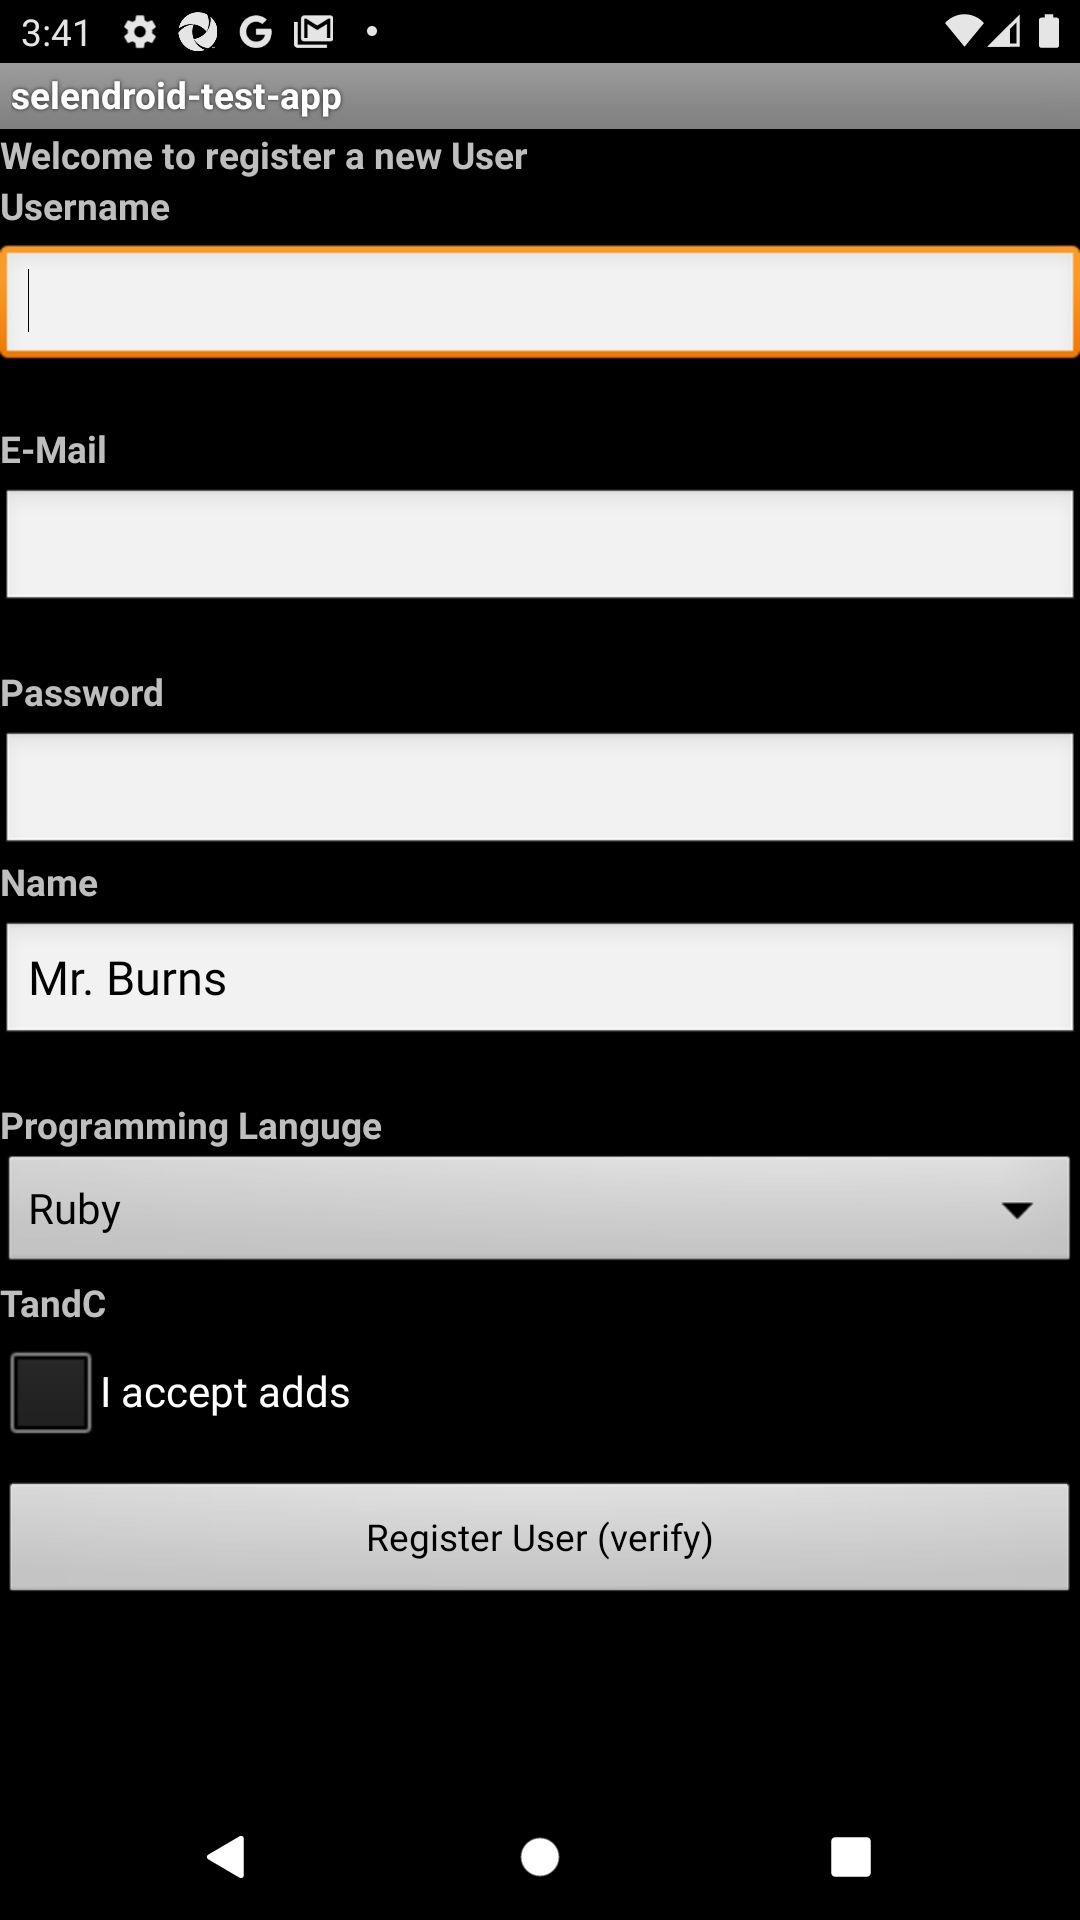 3:41
selendroid-test-app
Welcome to register a new User
Username
E-Mail
Password
Name
Mr. Burns
Programming Languge
Ruby
TandC
I accept adds
Register User (verify)